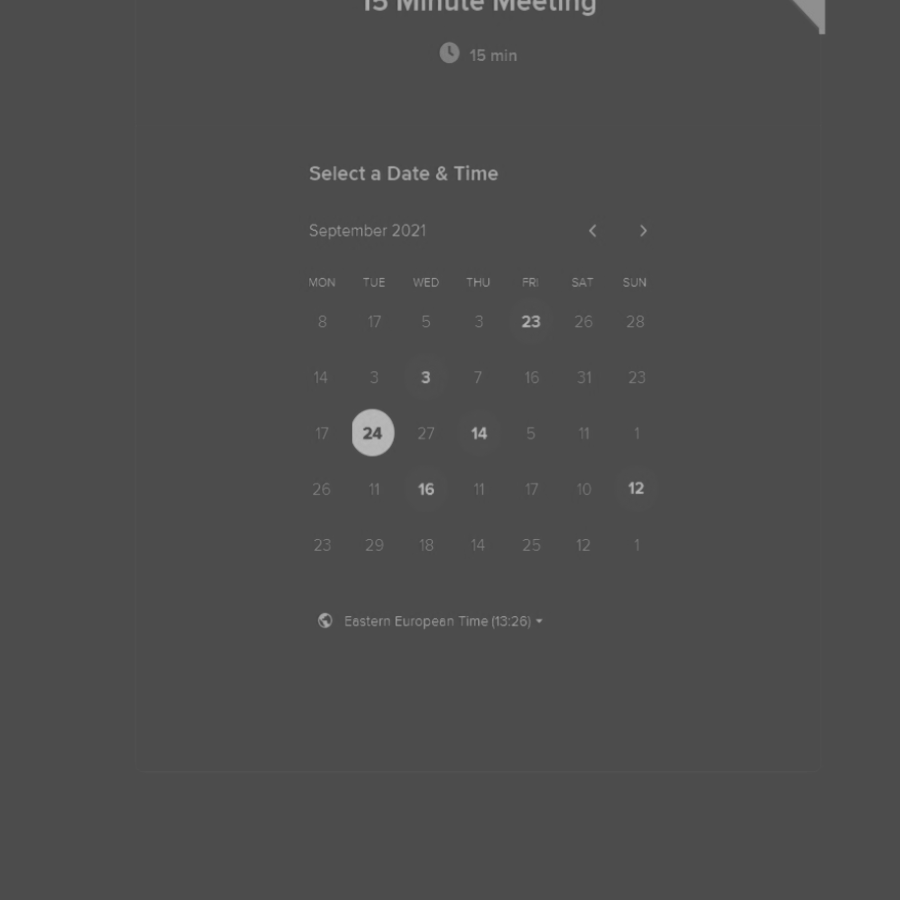 15 Minute Meeting
15 min
Select a Date & Time
September 2021
MON TUE WED THU FRI SAT SUN
8 17 5 3 23 26 28
14 3 3 7 16 31 23
17 24 27 14 5 11 1
26 11 16 11 17 10 12
23 29 18 14 25 12 1
Eastern European Time (13:26)